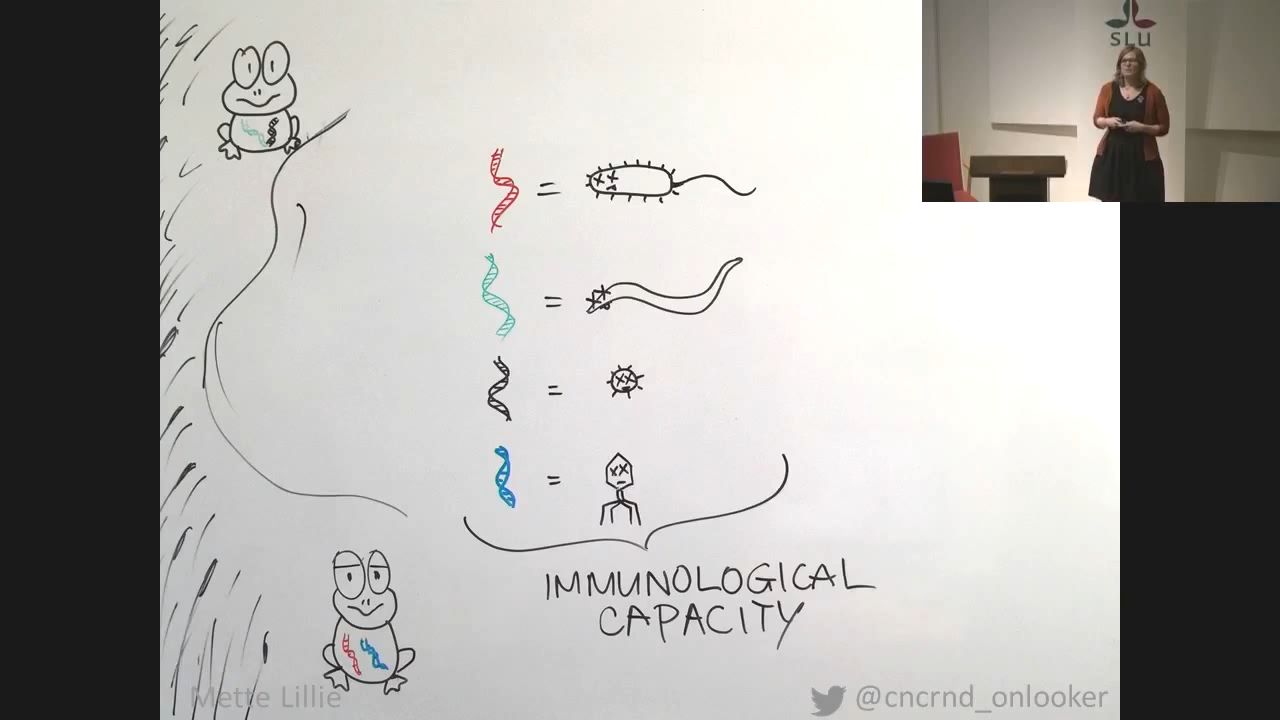 SLU
=
=
=
=
IMMUNOLOGICAL
CAPACITY
Mette Lillie
@cncrnd_onlooker